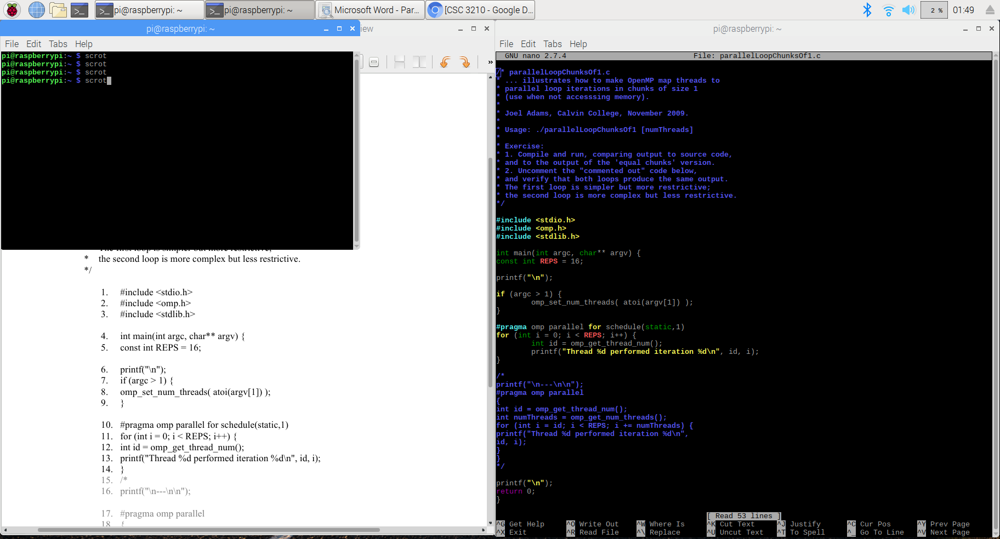 pi@raspberrypi: ~
pi@raspberrypi: ~
Microsoft Word - Par...
[CSC 3210 - Google D...
2 %
01:49
pi@raspberrypi: ~
File Edit Tabs Help
pi@raspberrypi:~ $ scrot
pi@raspberrypi:~ $ scrot
pi@raspberrypi:~ $ scrot
pi@raspberrypi:~ $ scrot
»
* the second loop is more complex but less restrictive.
*/
1. #include <stdio.h>
2. #include <omp.h>
3. #include <stdlib.h>
4. int main(int argc, char** argv) {
5. const int REPS = 16;
6. printf("\n");
7. if (argc > 1) {
8. omp_set_num_threads( atoi(argv[1]) );
9. }
10. #pragma omp parallel for schedule(static,1)
11. for (int i = 0; i < REPS; i++) {
12. int id = omp_get_thread_num();
13. printf("Thread %d performed iteration %d\n", id, i);
14. }
15. /*
16. printf("\n---\n\n");
17. #pragma omp parallel
18. {
pi@raspberrypi: ~
File Edit Tabs Help
GNU nano 2.7.4 File: parallelLoopChunksOf1.c
/* parallelLoopChunksOf1.c
* ... illustrates how to make OpenMP map threads to
* parallel loop iterations in chunks of size 1
* (use when not accesssing memory).
*
* Joel Adams, Calvin College, November 2009.
*
* Usage: ./parallelLoopChunksOf1 [numThreads]
*
* Exercise:
* 1. Compile and run, comparing output to source code,
* and to the output of the 'equal chunks' version.
* 2. Uncomment the "commented out" code below,
* and verify that both loops produce the same output.
* The first loop is simpler but more restrictive;
* the second loop is more complex but less restrictive.
*/
#include <stdio.h>
#include <omp.h>
#include <stdlib.h>
int main(int argc, char** argv) {
const int REPS = 16;
printf("\n");
if (argc > 1) {
omp_set_num_threads( atoi(argv[1]) );
}
#pragma omp parallel for schedule(static,1)
for (int i = 0; i < REPS; i++) {
int id = omp_get_thread_num();
printf("Thread %d performed iteration %d\n", id, i);
}
/*
printf("\n---\n\n");
#pragma omp parallel
{
int id = omp_get_thread_num();
int numThreads = omp_get_num_threads();
for (int i = id; i < REPS; i += numThreads) {
printf("Thread %d performed iteration %d\n",
id, i);
}
}
*/
printf("\n");
return 0;
}
[ Read 53 lines ]
^G Get Help ^O Write Out ^W Where Is ^K Cut Text ^J Justify ^C Cur Pos ^Y Prev Page
^X Exit ^R Read File ^\ Replace ^U Uncut Text ^T To Spell ^_ Go To Line ^V Next Page